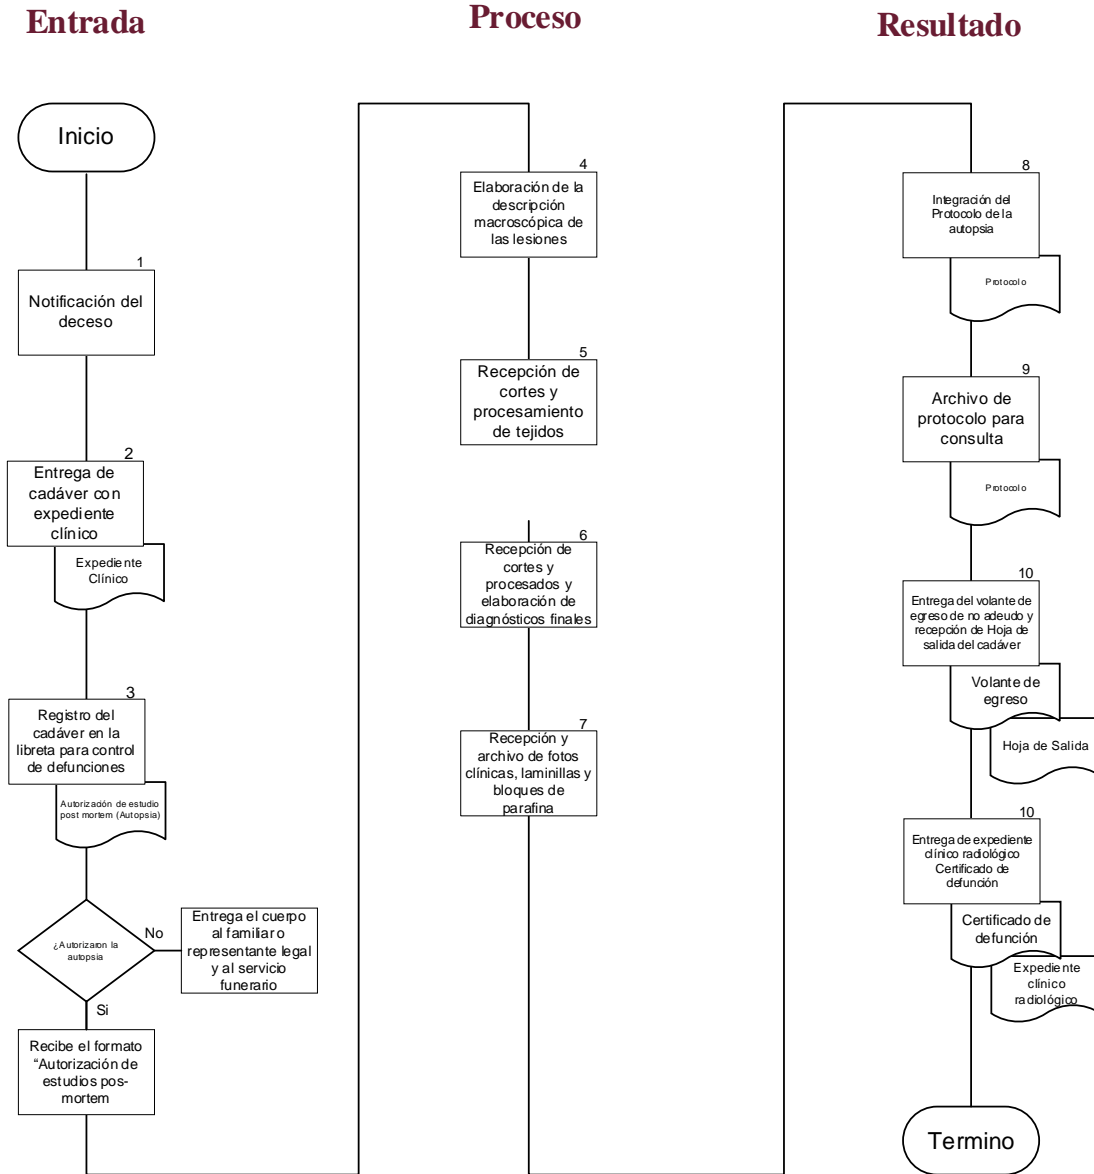 Entrada
Inicio
1
Notificación del
deceso
2
Entrega de
cadáver con
expediente
clínico
Expediente
Clínico
3
Registro del
cadáver en la
libreta para control
de defunciones
Autorización de estudio
post mortem (Autopsia)
¿Autorizaron la
autopsia
No
Entrega el cuerpo
al familiar o
representante legal
y al servicio
funerario
Si
Recibe el formato
“Autorización de
estudios pos-
mortem
Proceso
4
Elaboración de la
descripción
macroscópica de
las lesiones
5
Recepción de
cortes y
procesamiento
de tejidos
6
Recepción de
cortes y
procesados y
elaboración de
diagnósticos finales
7
Recepción y
archivo de fotos
clínicas, laminillas y
bloques de
parafina
Resultado
8
Integración del
Protocolo de la
autopsia
Protocolo
9
Archivo de
protocolo para
consulta
Protocolo
10
Entrega del volante de
egreso de no adeudo y
recepción de Hoja de
salida del cadáver
Volante de
egreso
Hoja de Salida
10
Entrega de expediente
clínico radiológico
Certificado de
defunción
Certificado de
defunción
Expediente
clínico
radiológico
Termino